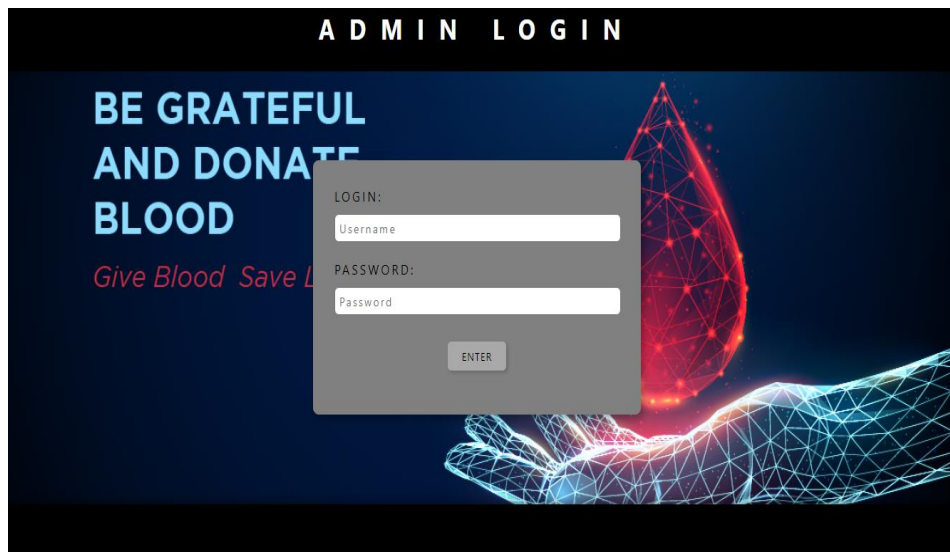 ADMIN LOGIN
BE GRATEFUL
AND DONATE
BLOOD
Give Blood Save
LOGIN:
Username
PASSWORD:
Password
ENTER